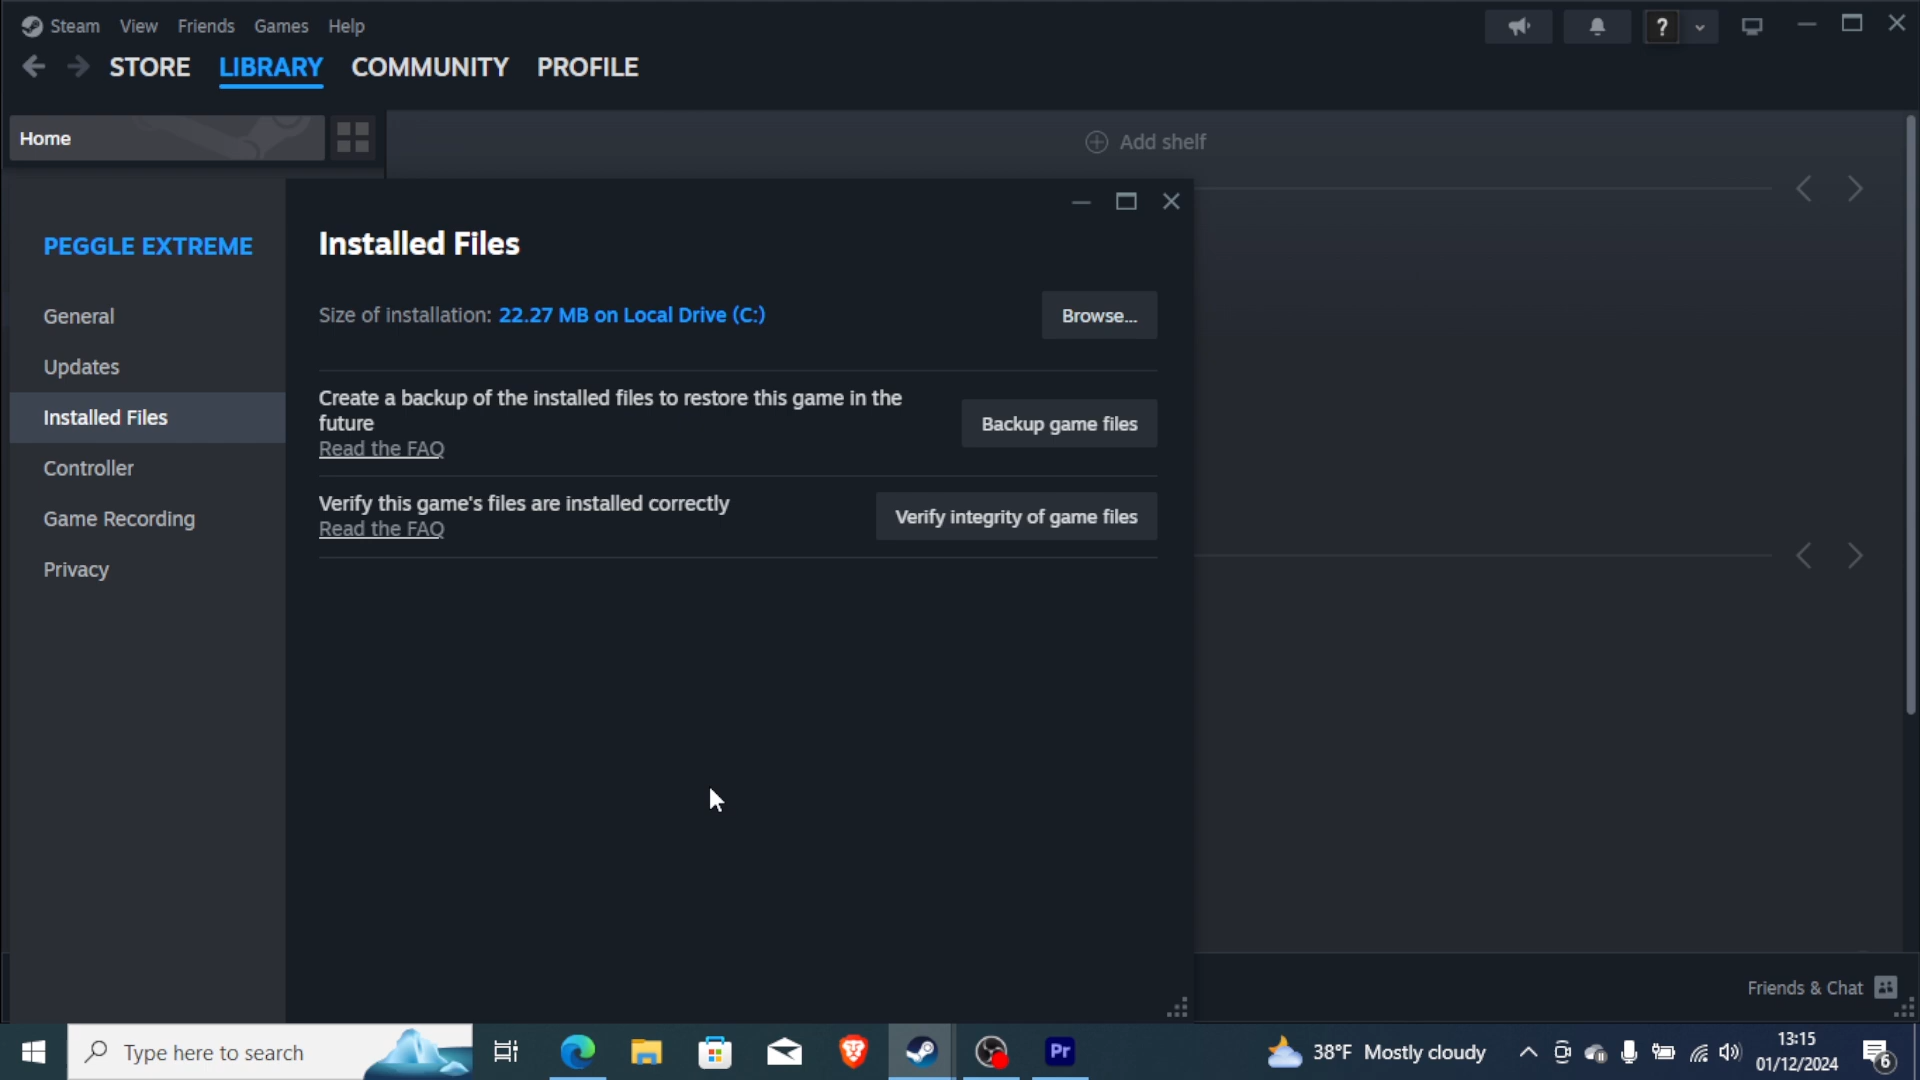 Steam View Friends Games Help
?
STORE LIBRARY COMMUNITY PROFILE
Home
Add shelf
PEGGLE EXTREME
General
Updates
Installed Files
Controller
Game Recording
Privacy
Installed Files
Size of installation: 22.27 MB on Local Drive (C:)
Browse...
Create a backup of the installed files to restore this game in the
future
Read the FAQ
Backup game files
Verify this game's files are installed correctly
Read the FAQ
Verify integrity of game files
Friends & Chat
Type here to search
Pr
38°F Mostly cloudy
13:15
01/12/2024
6